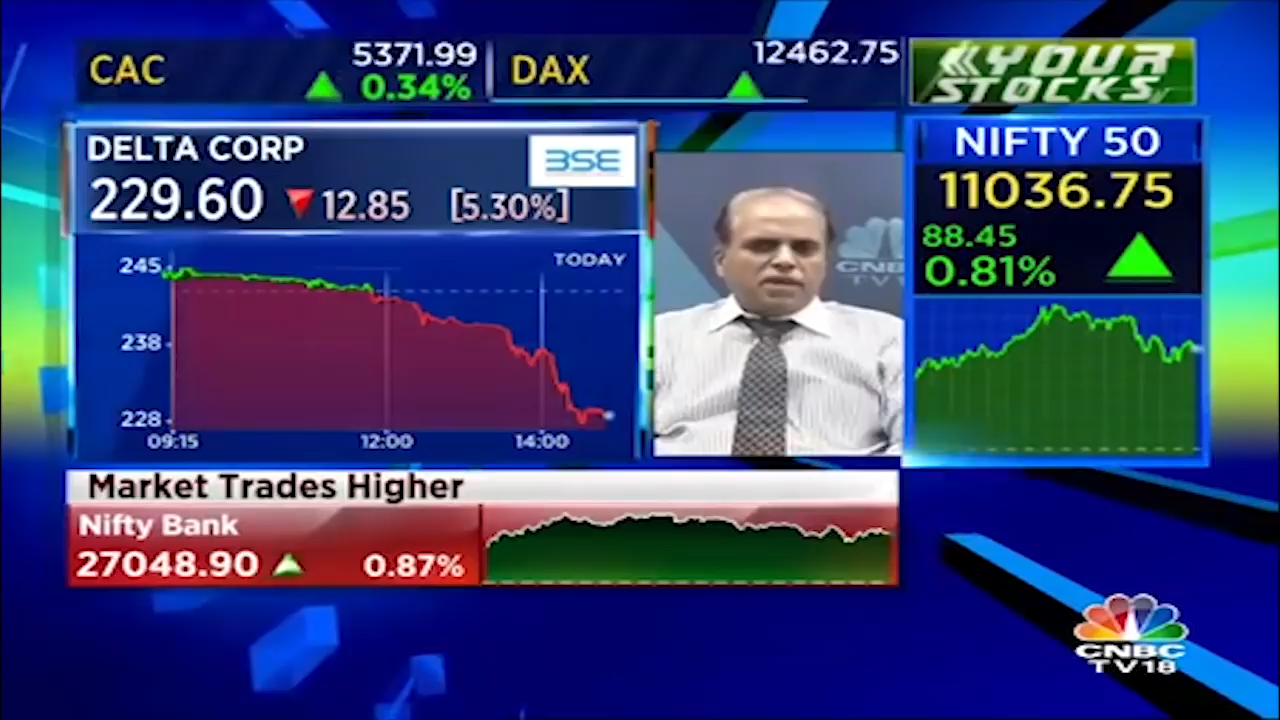 CAC
5371.99
0.34%
DAX
12462.75
YOUR
STOCKS
DELTA CORP
229.60 12.85 [5.30%]
BSE
TODAY
245
238
228
09:15 12:00 14:00
NIFTY 50
11036.75
88.45
0.81%
Market Trades Higher
Nifty Bank
27048.90 0.87%
CNBC
TV18